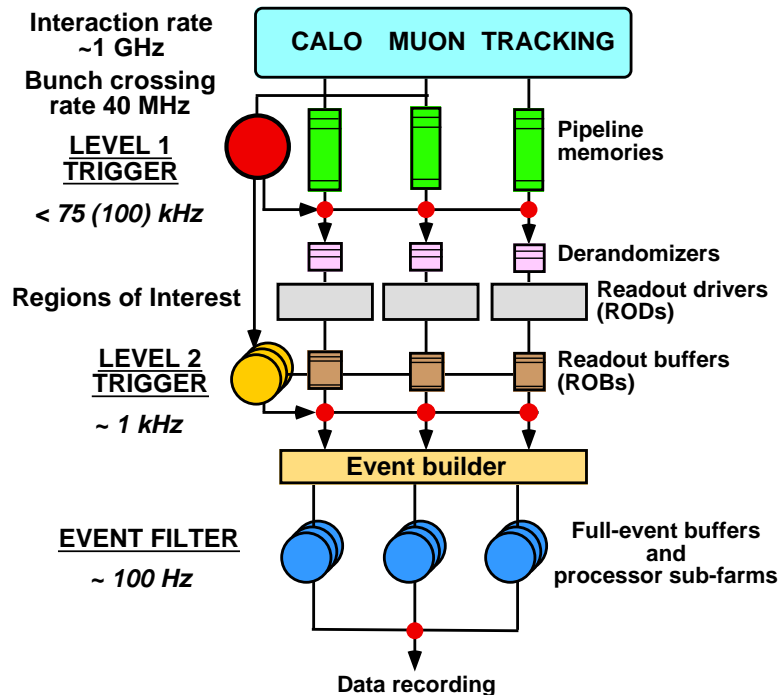 Interaction rate
~1 GHz
CALO MUON TRACKING
Bunch crossing
rate 40 MHz
LEVEL 1
TRIGGER
< 75 (100) kHz
Pipeline
memories
Derandomizers
Regions of Interest
Readout drivers
(RODs)
LEVEL 2
TRIGGER
~ 1 kHz
Readout buffers
(ROBs)
Event builder
EVENT FILTER
~ 100 Hz
Full-event buffers
and
processor sub-farms
Data recording